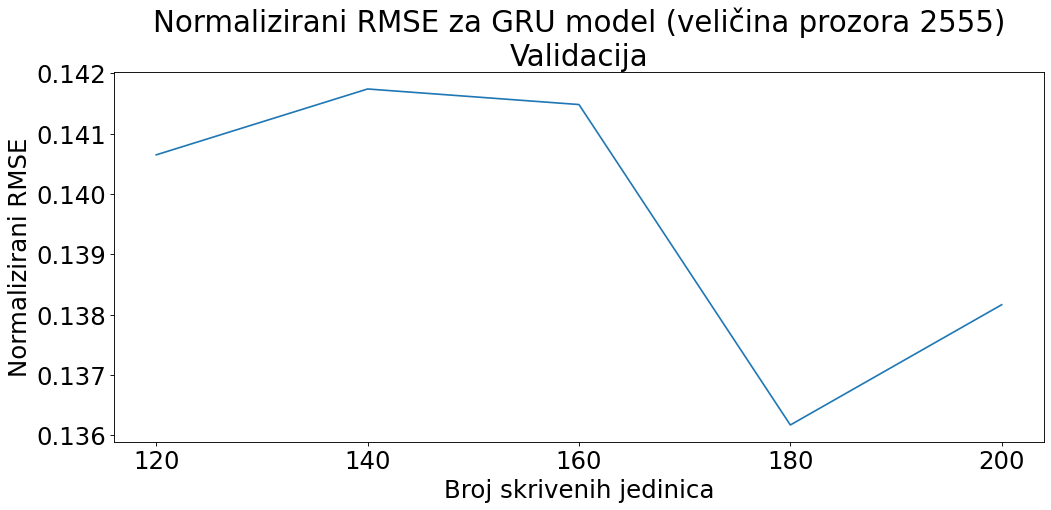 Normalizirani RMSE za GRU model (veličina prozora 2555)
Validacija
Normalizirani RMSE
0.142
0.141
0.140
0.139
0.138
0.137
0.136
120 140 160 180 200
Broj skrivenih jedinica